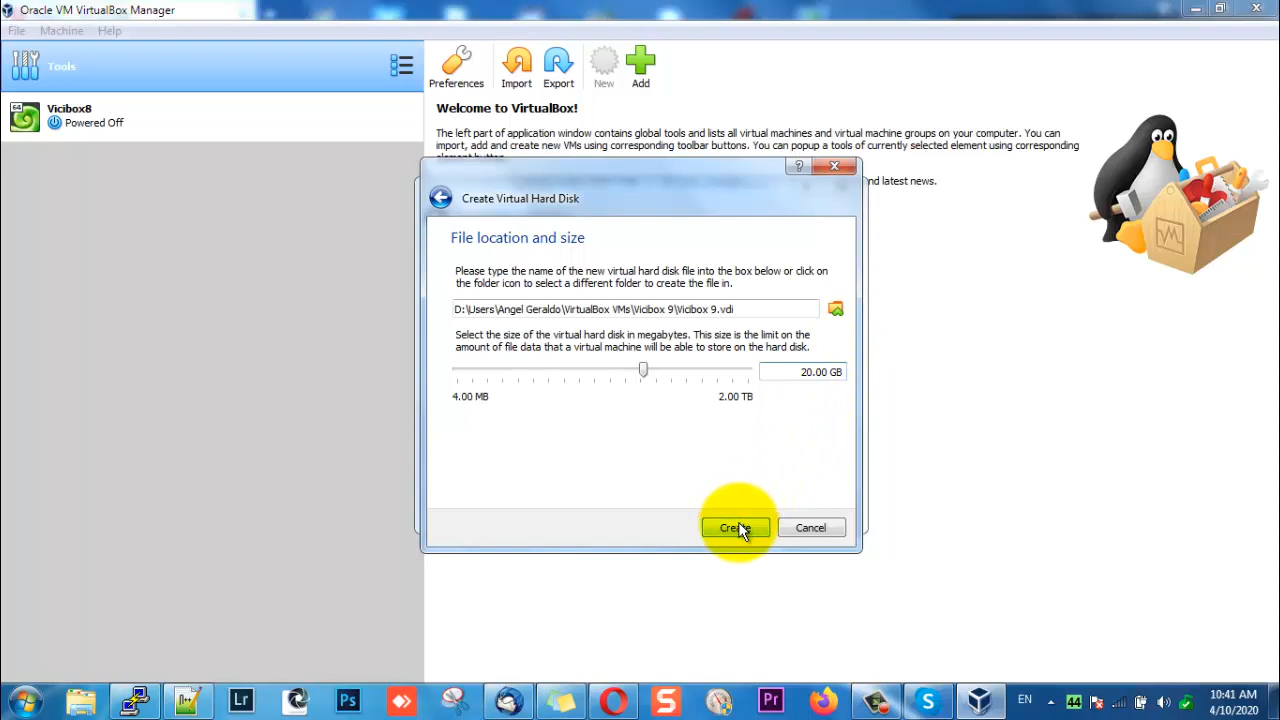 Oracle VM VirtualBox Manager
File Machine Help
Tools
Preferences Import Export New Add
64
Vicibox8
Powered Off
Welcome to VirtualBox!
The left part of application window contains global tools and lists all virtual machines and virtual machine groups on your computer. You can
import, add and create new VMs using corresponding toolbar buttons. You can popup a tools of currently selected element using corresponding
element button.
nd latest news.
?
Create Virtual Hard Disk
File location and size
Please type the name of the new virtual hard disk file into the box below or click on
the folder icon to select a different folder to create the file in.
D:\Users\Angel Geraldo\VirtualBox VMs\Vicibox 9\Vicibox 9.vdi
Select the size of the virtual hard disk in megabytes. This size is the limit on the
amount of file data that a virtual machine will be able to store on the hard disk.
20.00 GB
4.00 MB 2.00 TB
Create Cancel
Lr Ps S Pr S EN 44 10:41 AM
4/10/2020